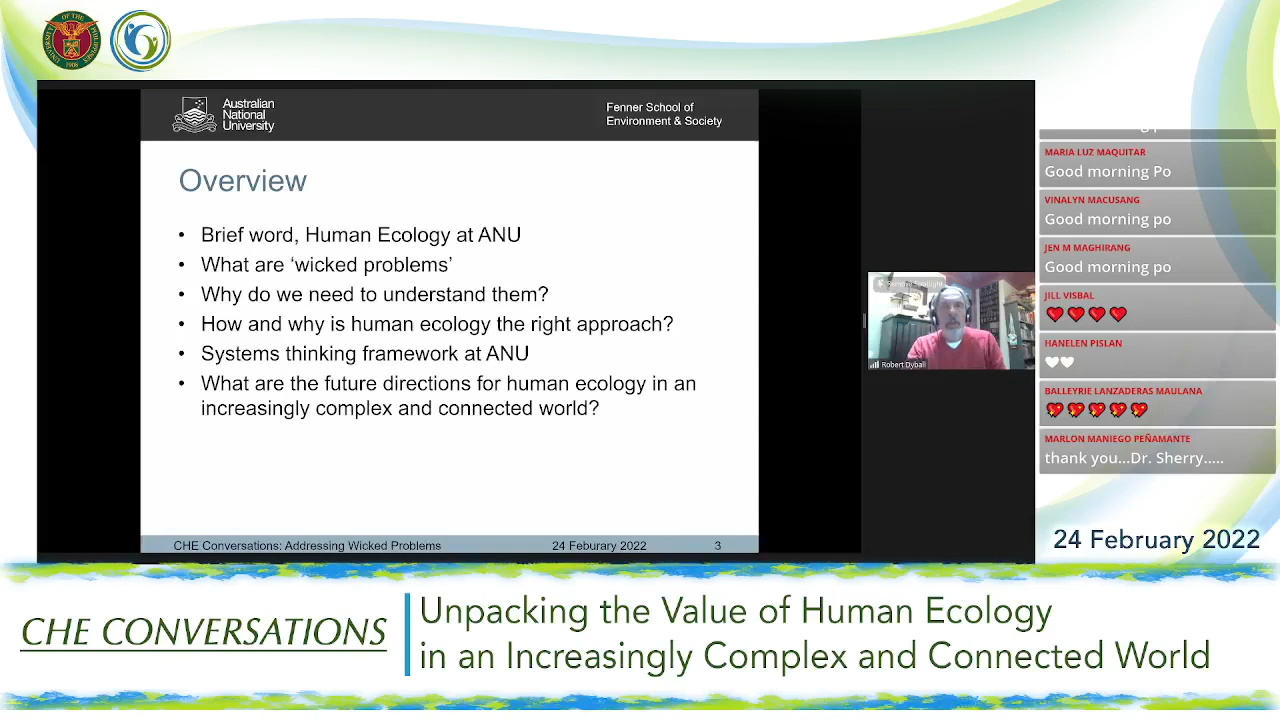 Australian
National
University
Fenner School of
Environment & Society
Overview
• Brief word, Human Ecology at ANU
• What are ‘wicked problems’
• Why do we need to understand them?
• How and why is human ecology the right approach?
• Systems thinking framework at ANU
• What are the future directions for human ecology in an
increasingly complex and connected world?
CHE Conversations: Addressing Wicked Problems 24 Feburary 2022 3
Remove Spotlight
Robert Dyball
MARIA LUZ MAQUITAR
Good morning Po
VINALYN MACUSANG
Good morning po
JEN M MAGHIRANG
Good morning po
JILL VISBAL
HANELEN PISLAN
BALLEYRIE LANZADERAS MAULANA
MARLON MANIEGO PEÑAMANTE
thank you...Dr. Sherry.....
24 February 2022
CHE CONVERSATIONS
Unpacking the Value of Human Ecology
in an Increasingly Complex and Connected World